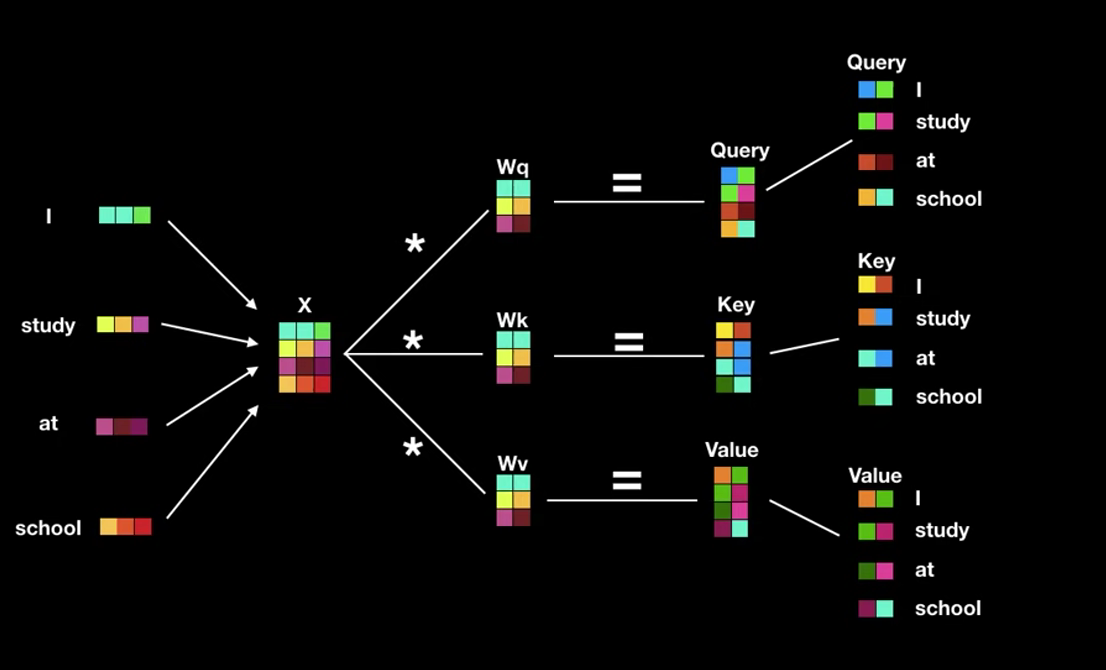 I
study
at
school
X
*
*
*
Wq
Wk
Wv
=
=
=
Query
Key
Value
Query
I
study
at
school
Key
I
study
at
school
Value
I
study
at
school